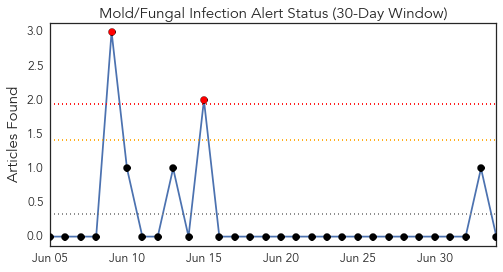 Mold/Fungal Infection Alert Status (30-Day Window)
Articles Found
3.0
2.5
2.0
1.5
1.0
0.5
0.0
Jun 05 Jun 10 Jun 15 Jun 20 Jun 25 Jun 30